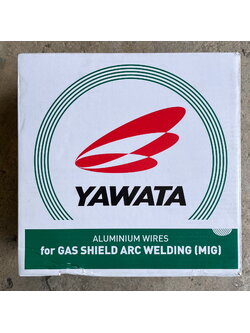 YAWATA
ALUMINIUM WIRES
for GAS SHIELD ARC WELDING (MIG)